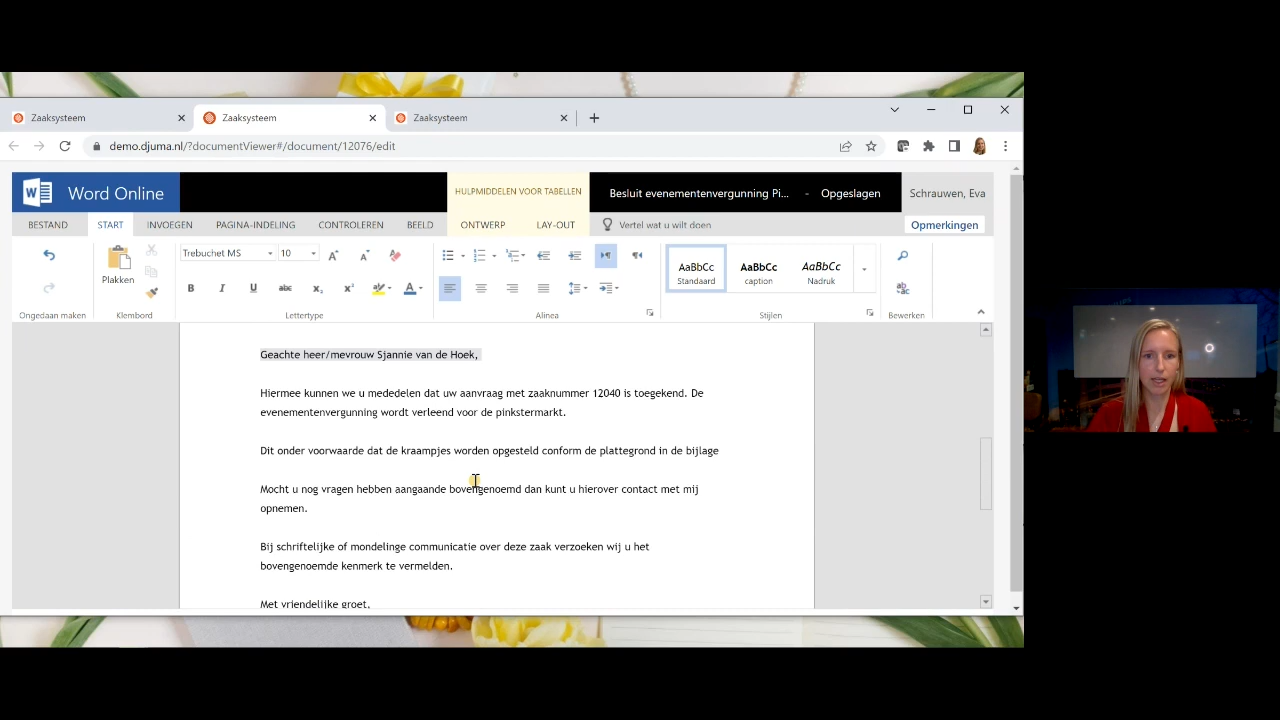 Zaaksysteem
Zaaksysteem
Zaaksysteem
demo.djuma.nl/?documentViewer#/document/12076/edit
Word Online
HULPMIDDELEN VOOR TABELLEN
Besluit evenementenvergunning Pi... - Opgeslagen
Schrauwen, Eva
BESTAND
START
INVOEGEN
PAGINA-INDELING
CONTROLEREN
BEELD
ONTWERP
LAY-OUT
Vertel wat u wilt doen
Opmerkingen
Plakken
Trebuchet MS
10
B I U abc x₂ x²
AaBbCc
Standaard
AaBbCc
caption
AaBbCc
Nadruk
Ongedaan maken
Klembord
Lettertype
Alinea
Stijlen
Bewerken
Geachte heer/mevrouw Sjannie van de Hoek,
Hiermee kunnen we u mededelen dat uw aanvraag met zaaknummer 12040 is toegekend. De
evenementenvergunning wordt verleend voor de pinkstermarkt.
Dit onder voorwaarde dat de kraampjes worden opgesteld conform de plattegrond in de bijlage
Mocht u nog vragen hebben aangaande bovengenoemd dan kunt u hierover contact met mij
opnemen.
Bij schriftelijke of mondelinge communicatie over deze zaak verzoeken wij u het
bovengenoemde kenmerk te vermelden.
Met vriendelijke groet,